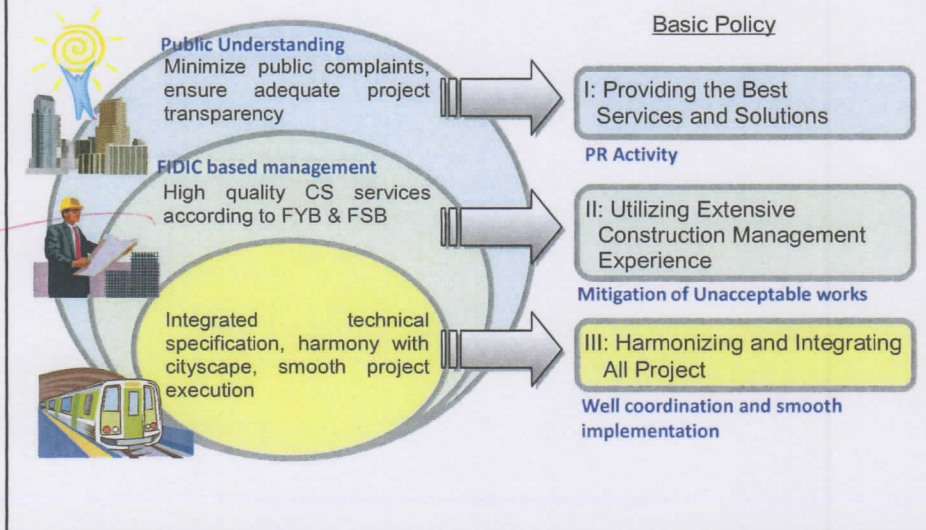 Basic Policy
Public Understanding
Minimize public complaints,
ensure adequate project
transparency
I: Providing the Best
Services and Solutions
PR Activity
FIDIC based management
High quality CS services
according to FYB & FSB
II: Utilizing Extensive
Construction Management
Experience
Mitigation of Unacceptable works
Integrated technical
specification, harmony with
cityscape, smooth project
execution
III: Harmonizing and Integrating
All Project
Well coordination and smooth
implementation